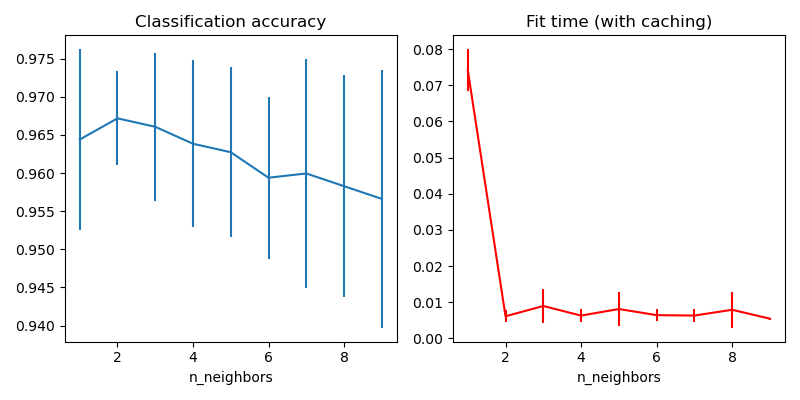 Classification accuracy
0.975
0.970
0.965
0.960
0.955
0.950
0.945
0.940
2 4 6 8
n_neighbors
Fit time (with caching)
0.08
0.07
0.06
0.05
0.04
0.03
0.02
0.01
0.00
2 4 6 8
n_neighbors